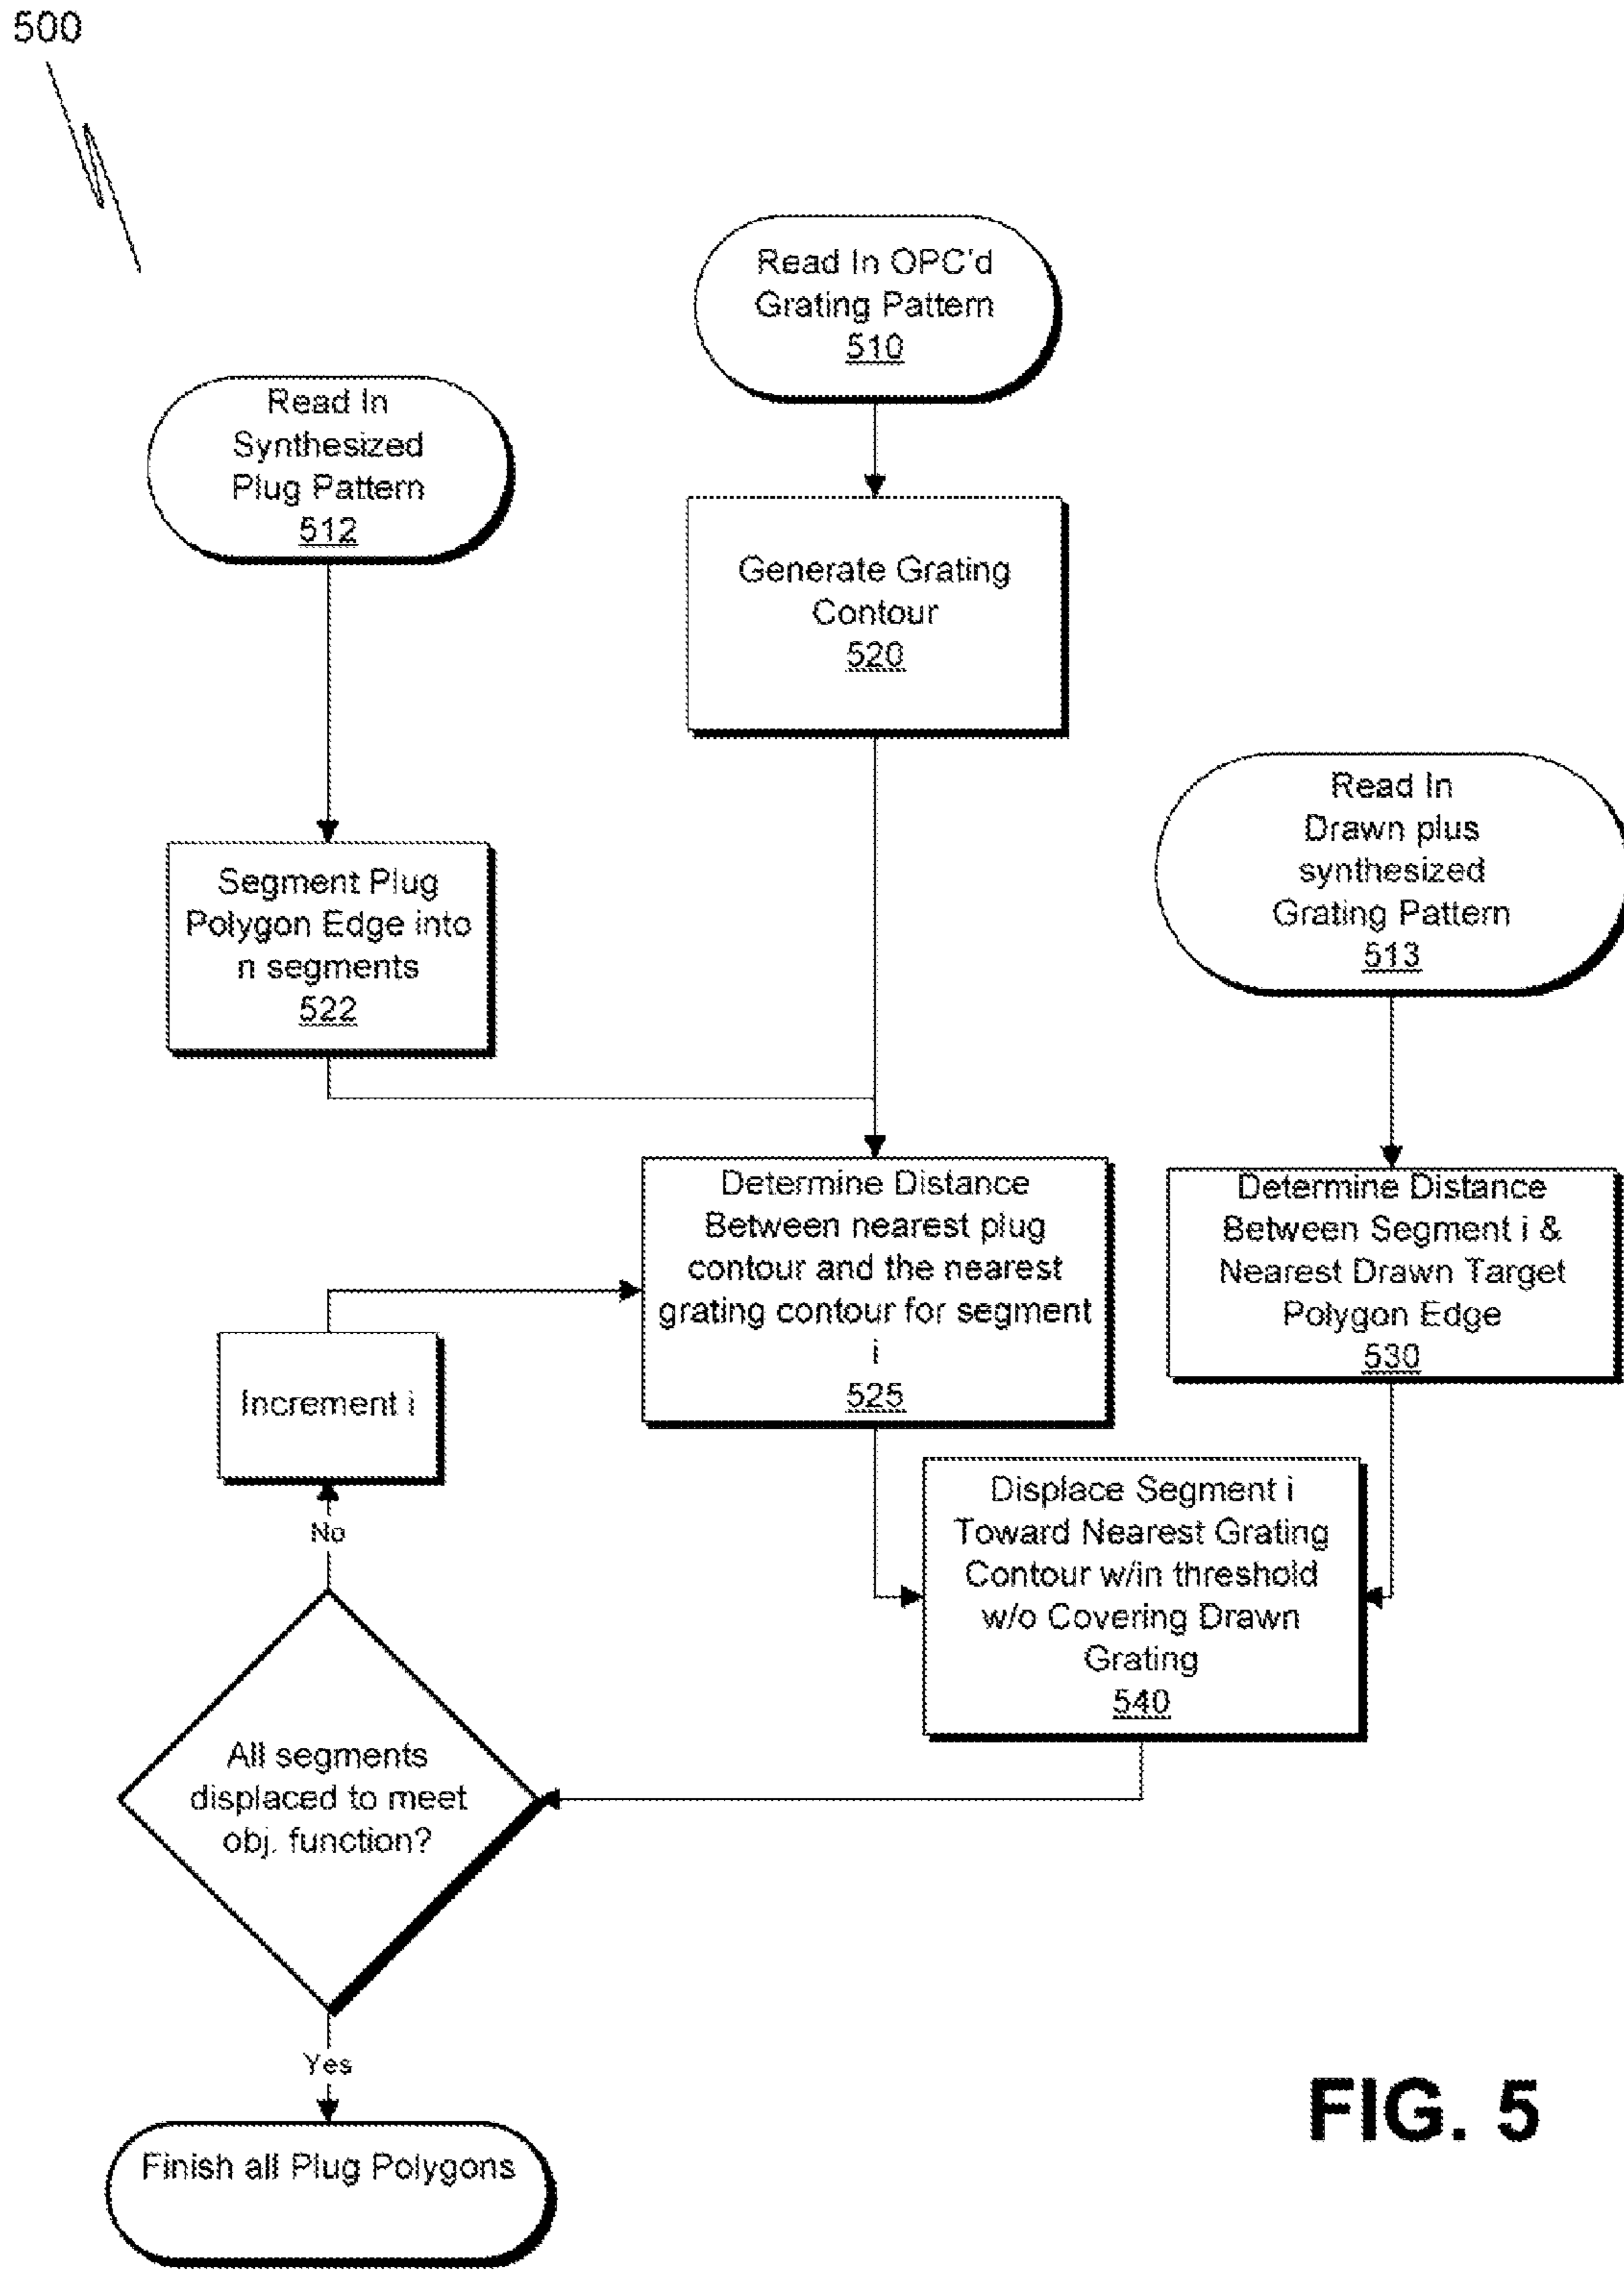 500
Read In OPC'd
Grating Pattern
510
Read In
Synthesized
Plug Pattern
512
Generate Grating
Contour
520
Read In
Drawn plus
synthesized
Grating Pattern
513
Segment Plug
Polygon Edge into
n segments
522
Determine Distance
Between nearest plug
contour and the nearest
grating contour for segment
i
525
Determine Distance
Between Segment i &
Nearest Drawn Target
Polygon Edge
530
Increment i
Displace Segment i
Toward Nearest Grating
Contour w/in threshold
w/o Covering Drawn
Grating
540
No
All segments
displaced to meet
obj. function?
Yes
Finish all Plug Polygons
FIG. 5